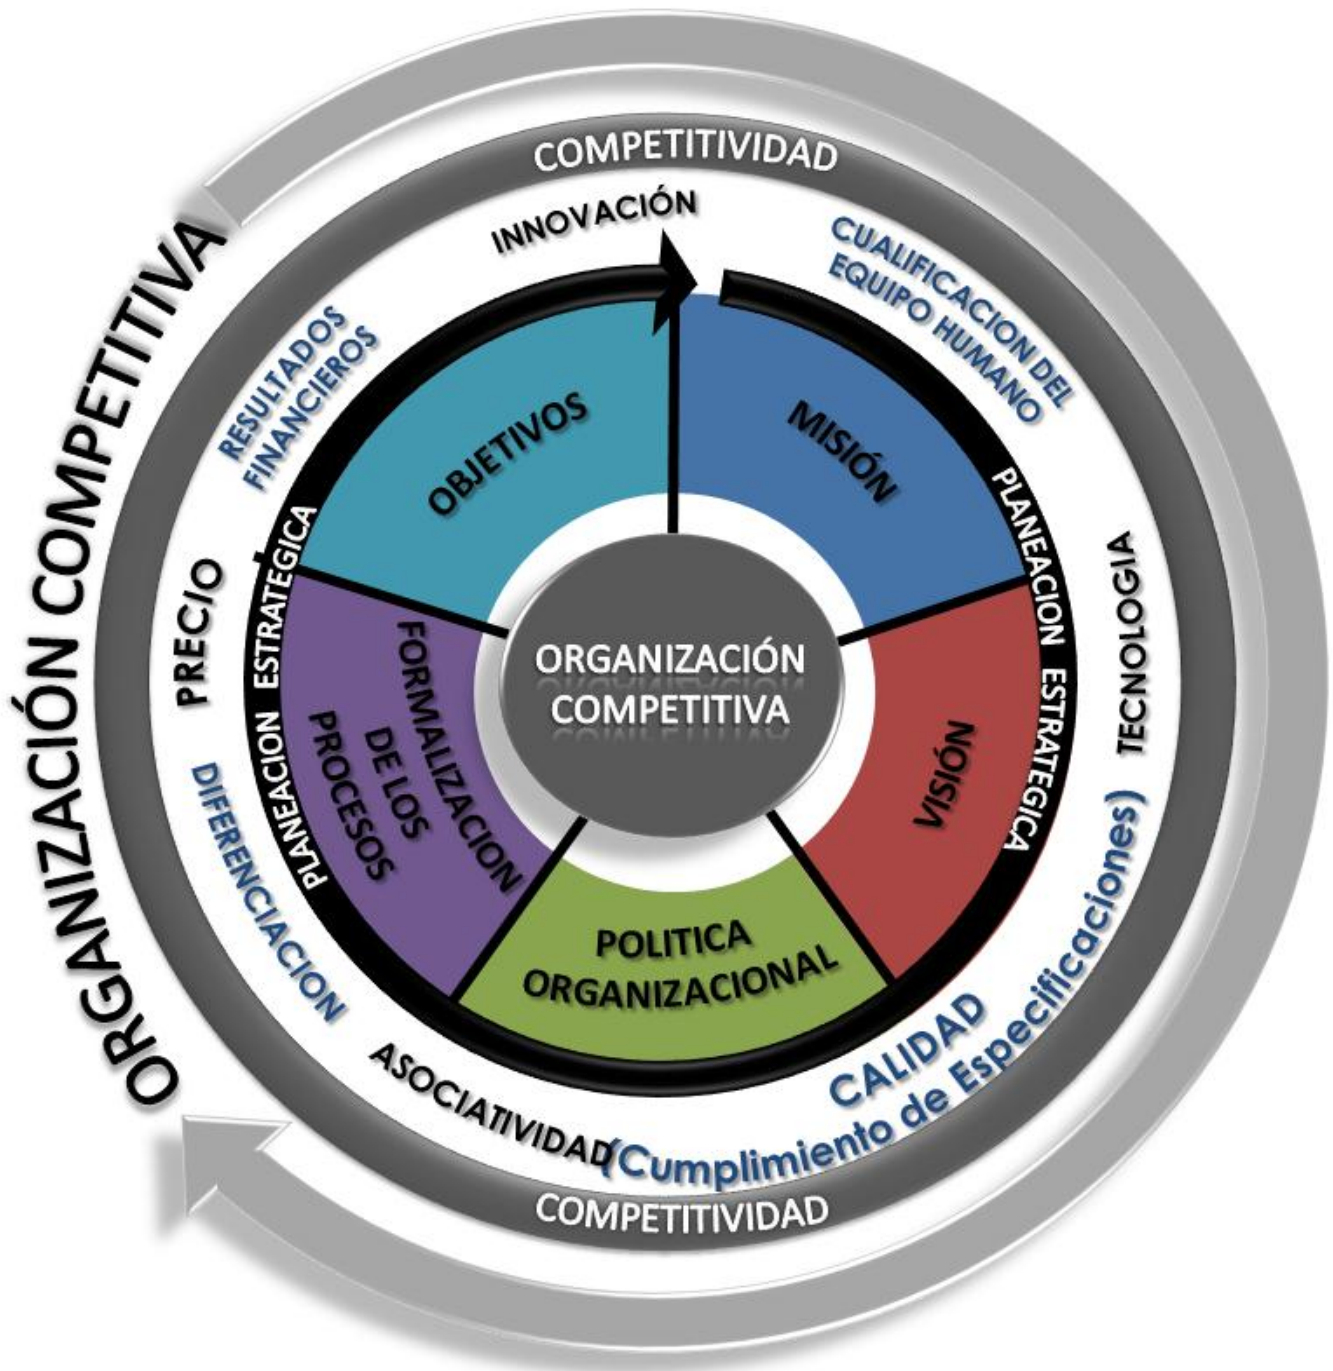 ORGANIZACIÓN COMPETITIVA
COMPETITIVIDAD
INNOVACIÓN
CUALIFICACION DEL
EQUIPO HUMANO
TECNOLOGIA
CALIDAD
(Cumplimiento de Especificaciones)
ASOCIATIVIDAD
DIFERENCIACION
PRECIO
RESULTADOS
FINANCIEROS
PLANEACION ESTRATEGICA
PLANEACION ESTRATEGICA
OBJETIVOS
MISIÓN
VISIÓN
POLITICA
ORGANIZACIONAL
FORMALIZACION
DE LOS
PROCESOS
ORGANIZACIÓN
COMPETITIVA
COMPETITIVIDAD